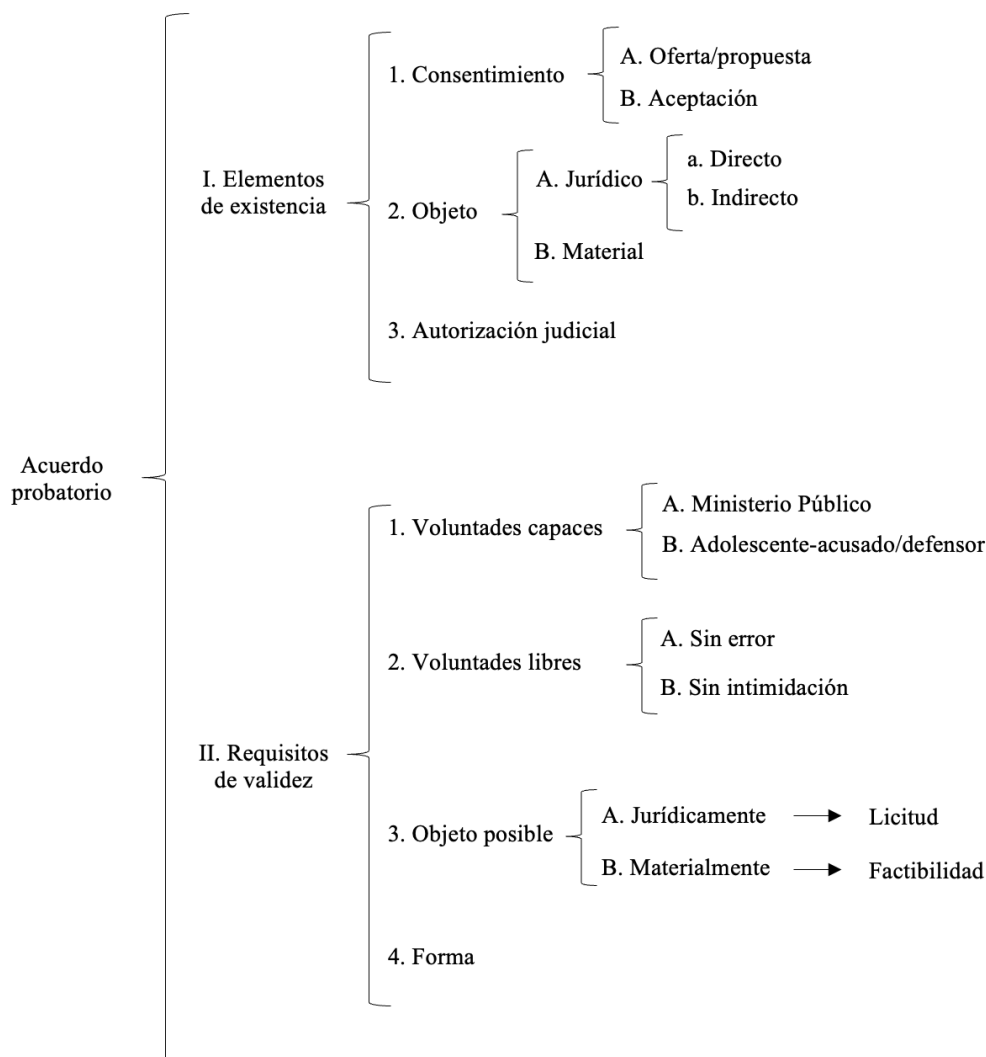 Acuerdo
probatorio
I. Elementos
de existencia
1. Consentimiento
A. Oferta/propuesta
B. Aceptación
2. Objeto
A. Jurídico
a. Directo
b. Indirecto
B. Material
3. Autorización judicial
II. Requisitos
de validez
1. Voluntades capaces
A. Ministerio Público
B. Adolescente-acusado/defensor
2. Voluntades libres
A. Sin error
B. Sin intimidación
3. Objeto posible
A. Jurídicamente
Licitud
B. Materialmente
Factibilidad
4. Forma